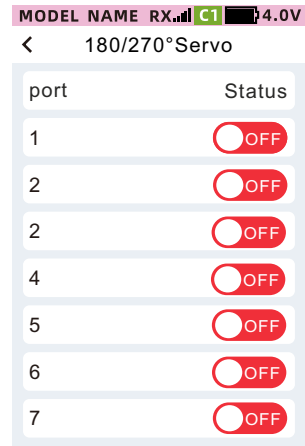 MODEL NAME RX C1 4.0V
< 180/270°Servo
port Status
1 OFF
2 OFF
2 OFF
4 OFF
5 OFF
6 OFF
7 OFF